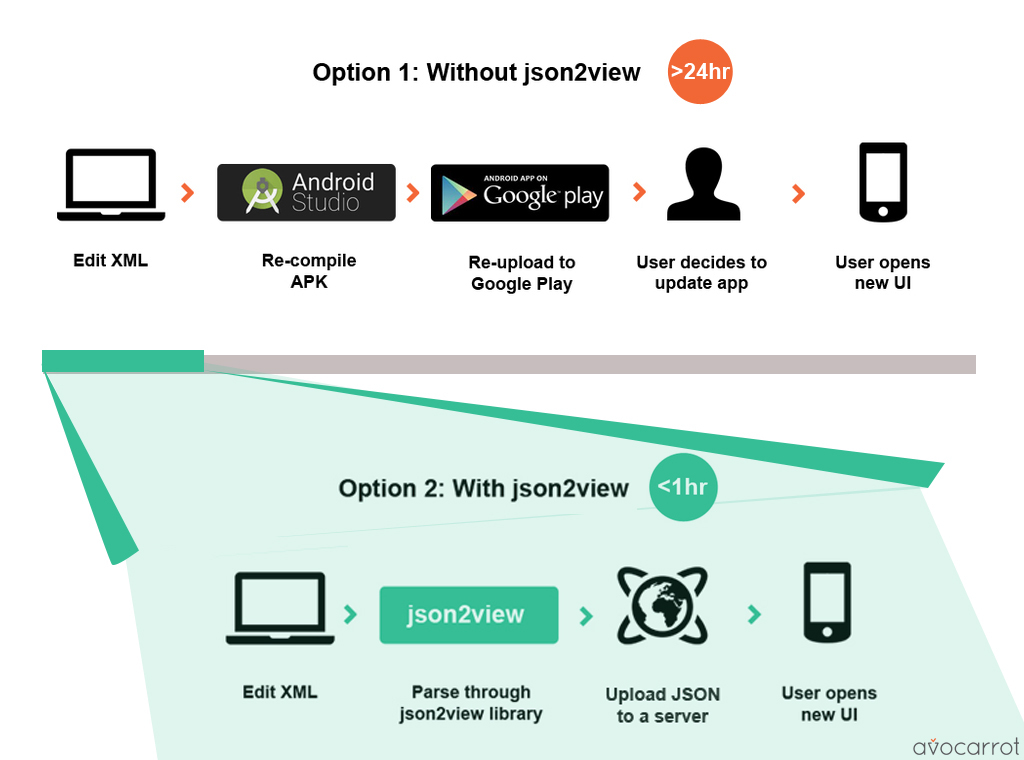 Option 1: Without json2view
>24hr
Android
Studio
ANDROID APP ON
Google play
Edit XML
Re-compile
APK
Re-upload to
Google Play
User decides to
update app
User opens
new UI
Option 2: With json2view
<1hr
json2view
Edit XML
Parse through
json2view library
Upload JSON
to a server
User opens
new UI
avocarrot